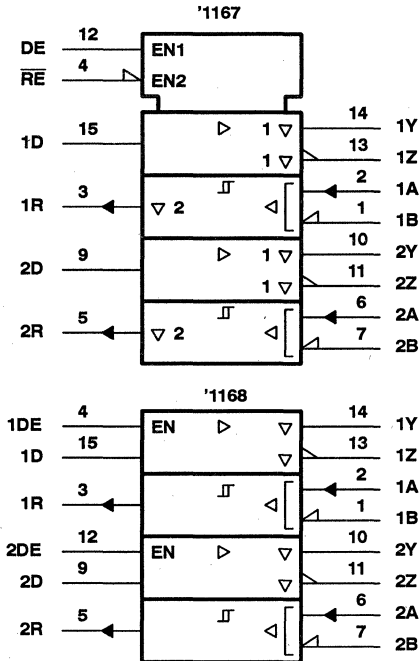 '1167
DE 12 EN1
RE 4 EN2
1D 15 1 14 1Y
1 13 1Z
1R 3 2 2 1A
1 1B
2D 9 1 10 2Y
1 11 2Z
2R 5 2 6 2A
7 2B
'1168
1DE 4 EN 14 1Y
1D 15 13 1Z
1R 3 2 1A
1 1B
2DE 12 EN 10 2Y
2D 9 11 2Z
2R 5 6 2A
7 2B